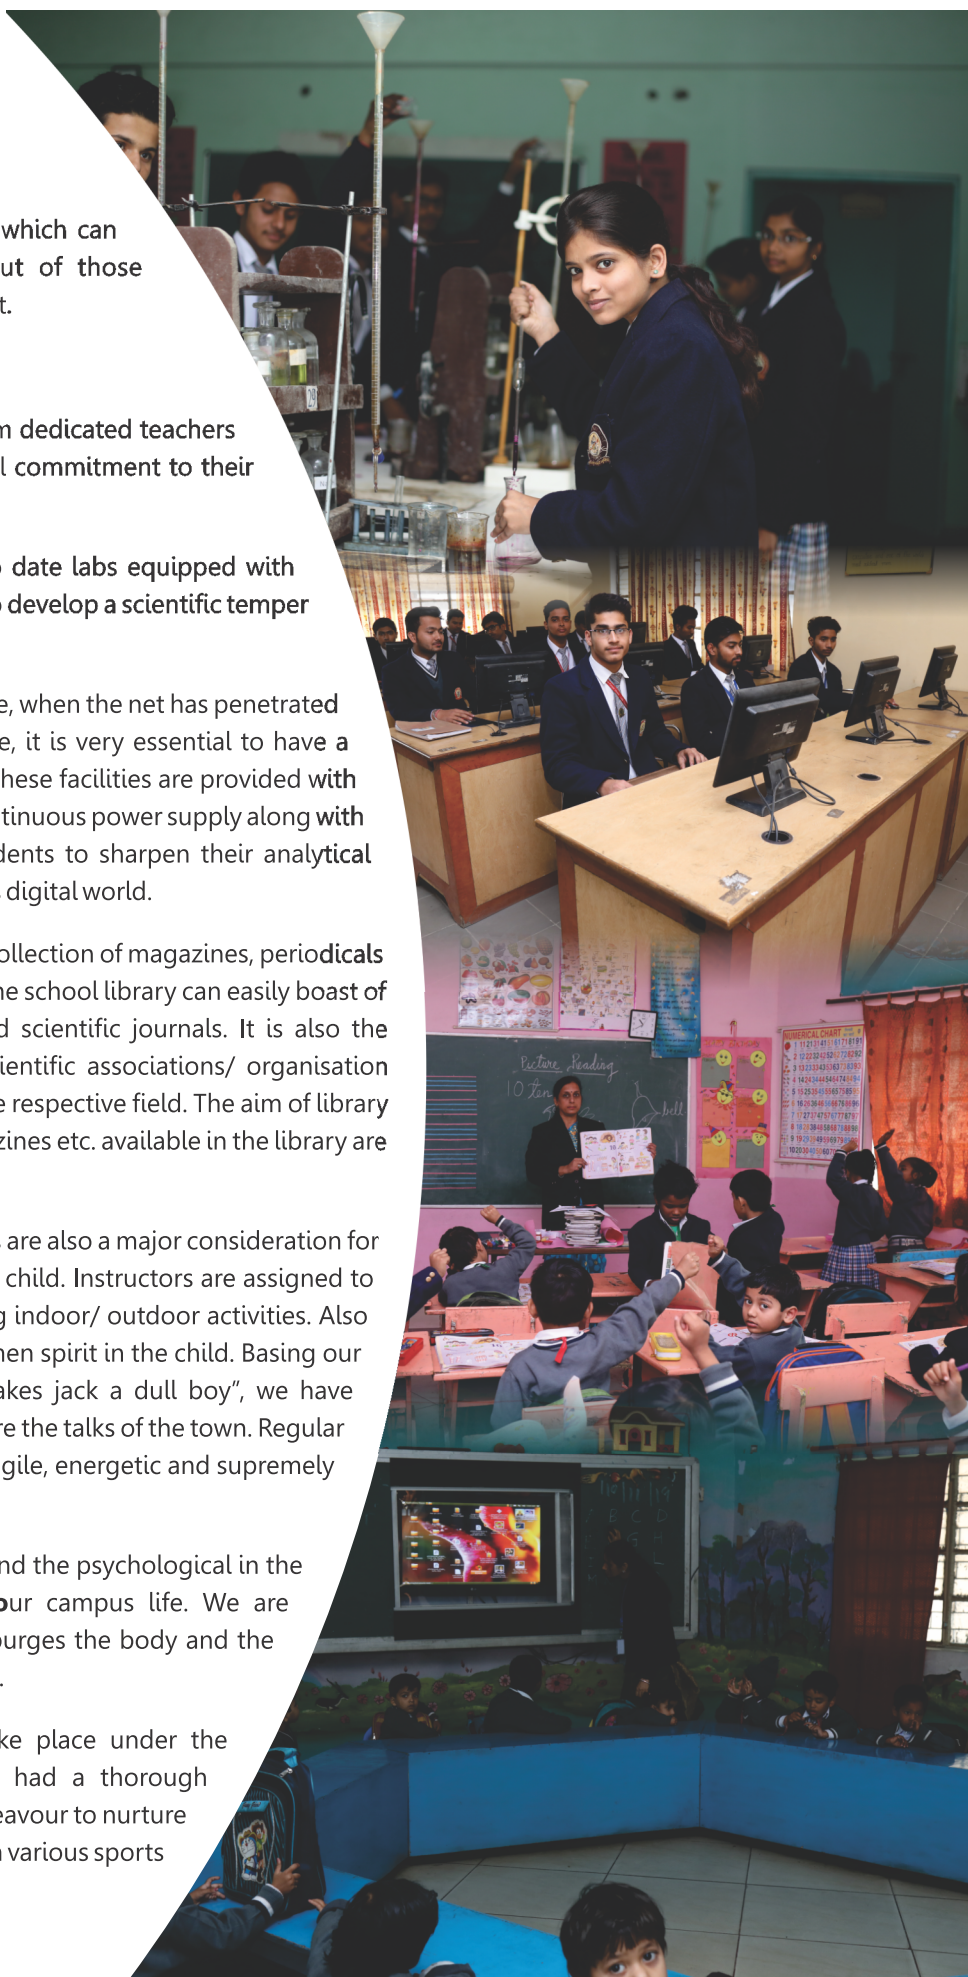 which can
ut of those
t.
m dedicated teachers
l commitment to their
date labs equipped with
develop a scientific temper
e, when the net has penetrated
e, it is very essential to have a
hese facilities are provided with
tinuous power supply along with
dents to sharpen their analytical
digital world.
ollection of magazines, periodicals
he school library can easily boast of
d scientific journals. It is also the
ientific associations/ organisation
e respective field. The aim of library
zines etc. available in the library are
s are also a major consideration for
child. Instructors are assigned to
g indoor/ outdoor activities. Also
men spirit in the child. Basing our
akes jack a dull boy”, we have
re the talks of the town. Regular
gile, energetic and supremely
nd the psychological in the
our campus life. We are
purges the body and the
.
ke place under the
had a thorough
eavour to nurture
various sports
Picture Reading
10 tan
bell
NUMERICAL CHART